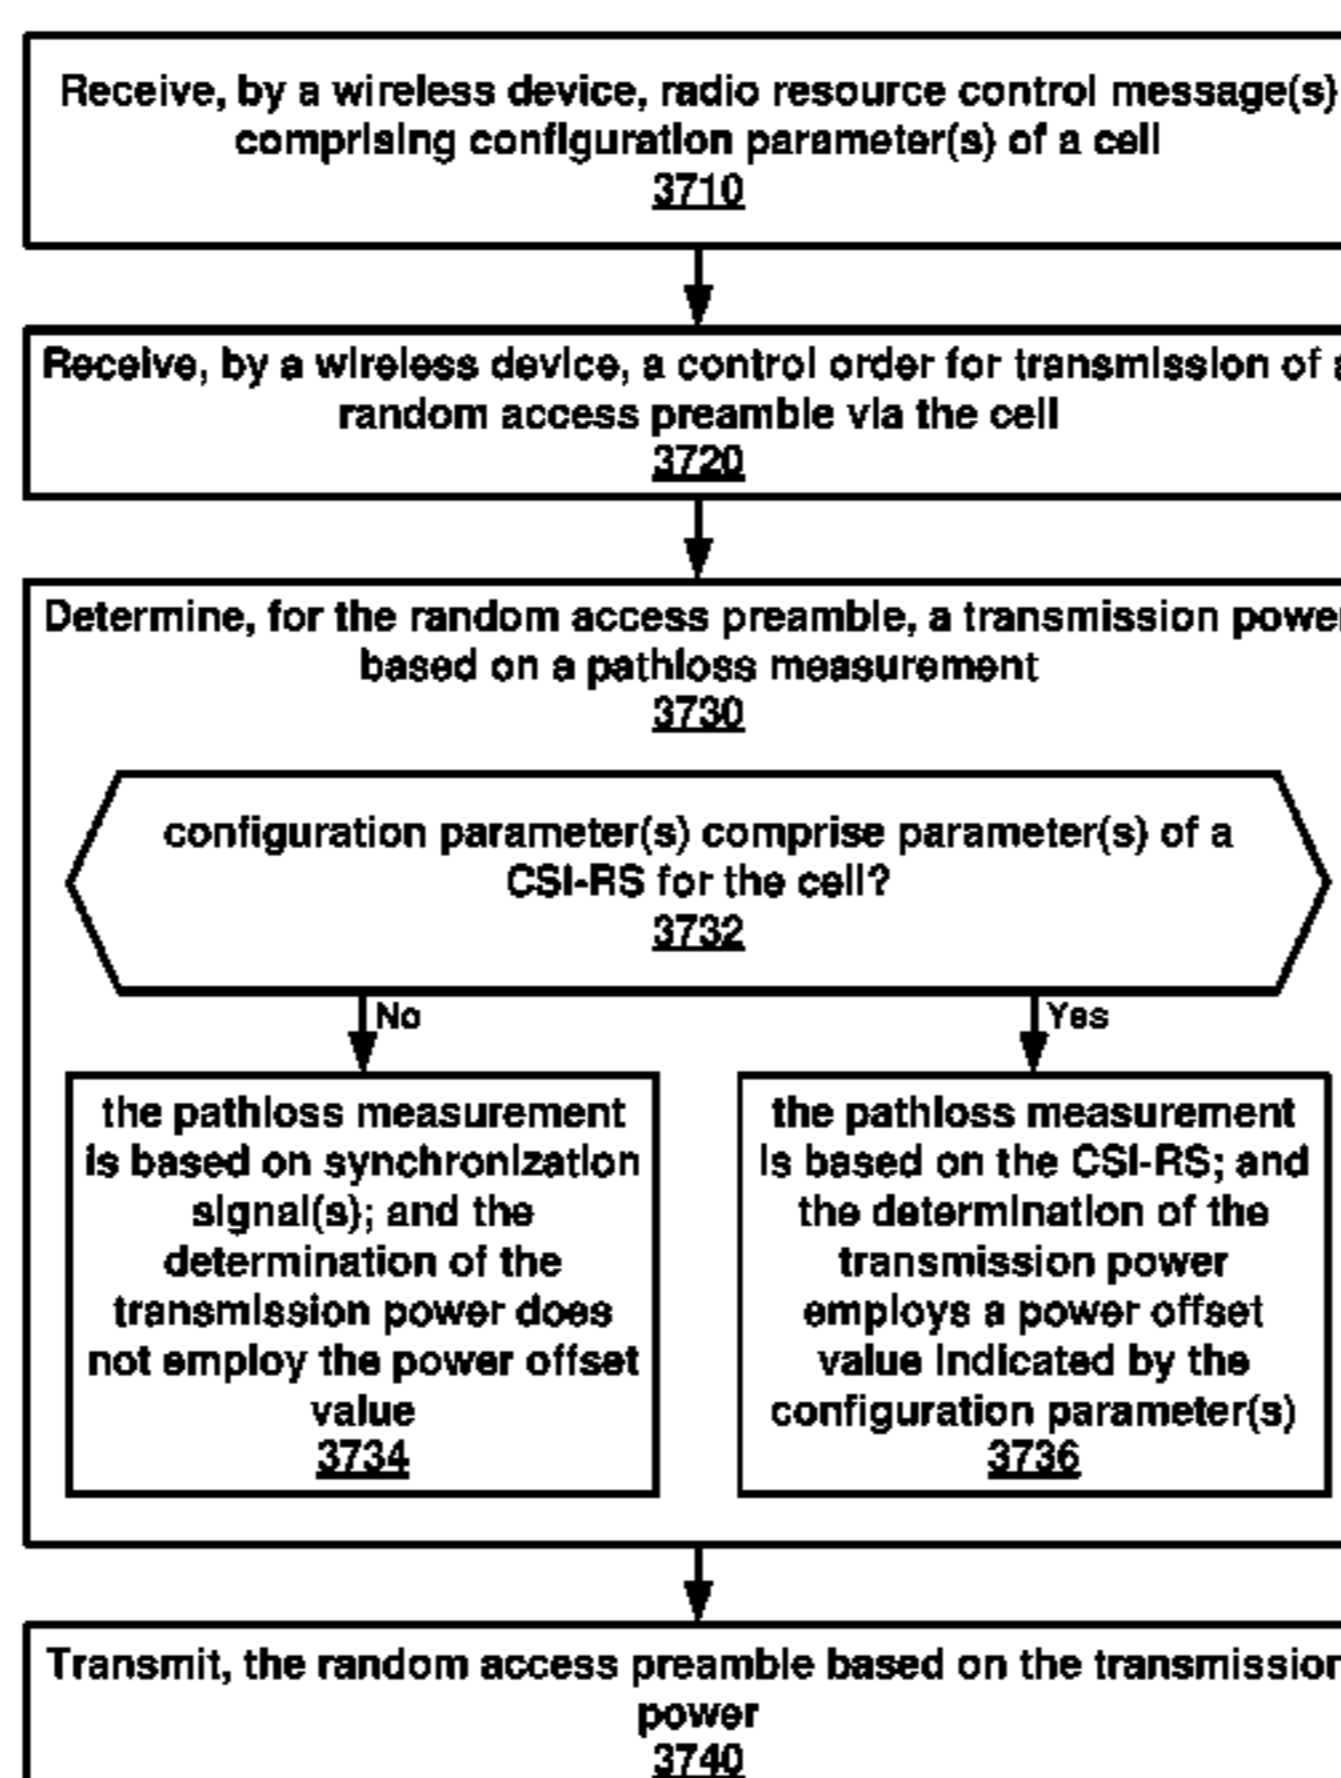 Receive, by a wireless device, radio resource control message(s)
comprising configuration parameter(s) of a cell
3710
Receive, by a wireless device, a control order for transmission of a
random access preamble via the cell
3720
Determine, for the random access preamble, a transmission power
based on a pathloss measurement
3730
configuration parameter(s) comprise parameter(s) of a
CSI-RS for the cell?
3732
No
Yes
the pathloss measurement
is based on synchronization
signal(s); and the
determination of the
transmission power does
not employ the power offset
value
3734
the pathloss measurement
is based on the CSI-RS; and
the determination of the
transmission power
employs a power offset
value indicated by the
configuration parameter(s)
3736
Transmit, the random access preamble based on the transmission
power
3740